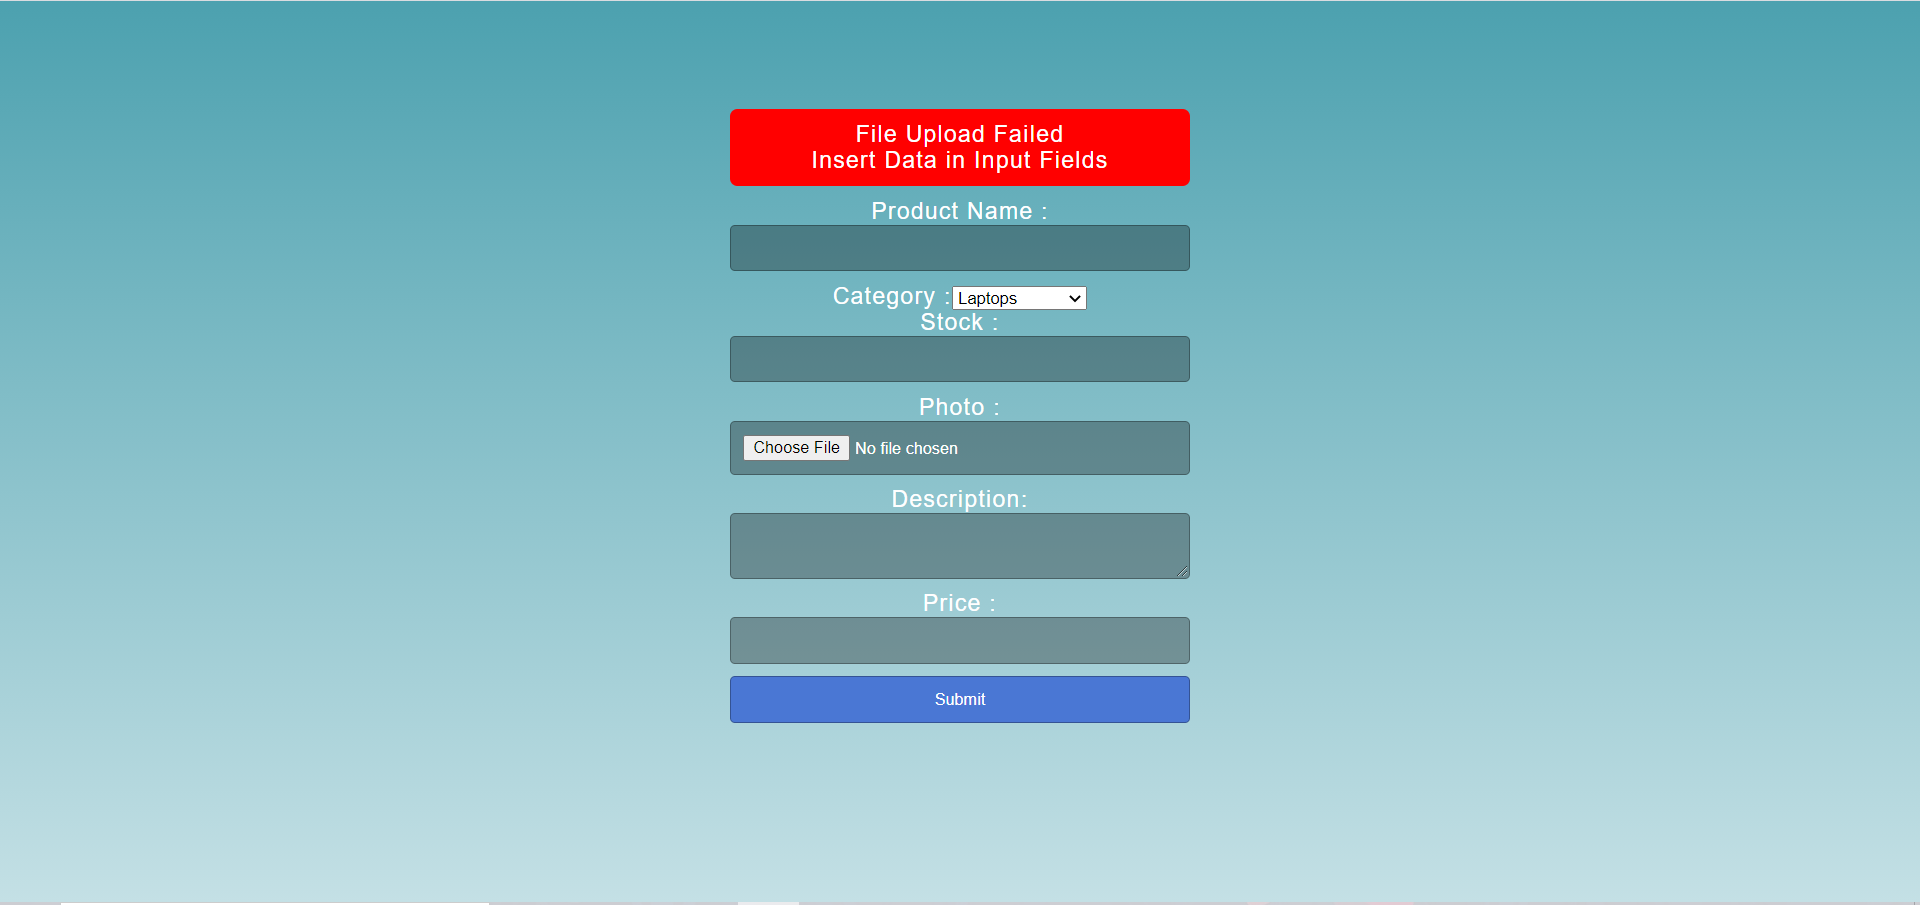 File Upload Failed
Insert Data in Input Fields
Product Name :
Category : Laptops
Stock :
Photo :
Choose File No file chosen
Description:
Price :
Submit